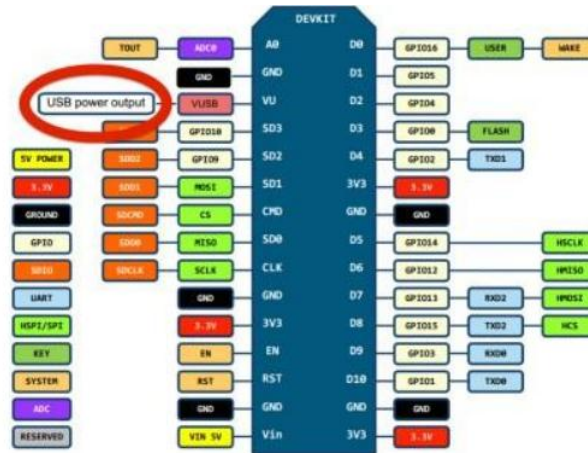 DEVKIT
TOUT ADC0 A0 D0 GPIO16 USER WAKE
GND GND D1 GPIO5
USB power output VUSB VU D2 GPIO4
GPIO10 SD3 D3 GPIO0 FLASH
5V POWER SDD2 GPIO9 SD2 D4 GPIO2 TXD1
3.3V SDD1 MOSI SD1 3V3 3.3V
GROUND SDCMD CS CMD GND GND
GPIO SDD0 MISO SD0 D5 GPIO14 HSCLK
SDIO SDCLK SCLK CLK D6 GPIO12 HMISO
UART GND GND D7 GPIO13 RXD2 HMOSI
HSPI/SPI 3.3V 3V3 D8 GPIO15 TXD2 HCS
KEY EN EN D9 GPIO3 RXD0
SYSTEM RST RST D10 GPIO1 TXD0
ADC GND GND GND GND
RESERVED VIN 5V Vin 3V3 3.3V